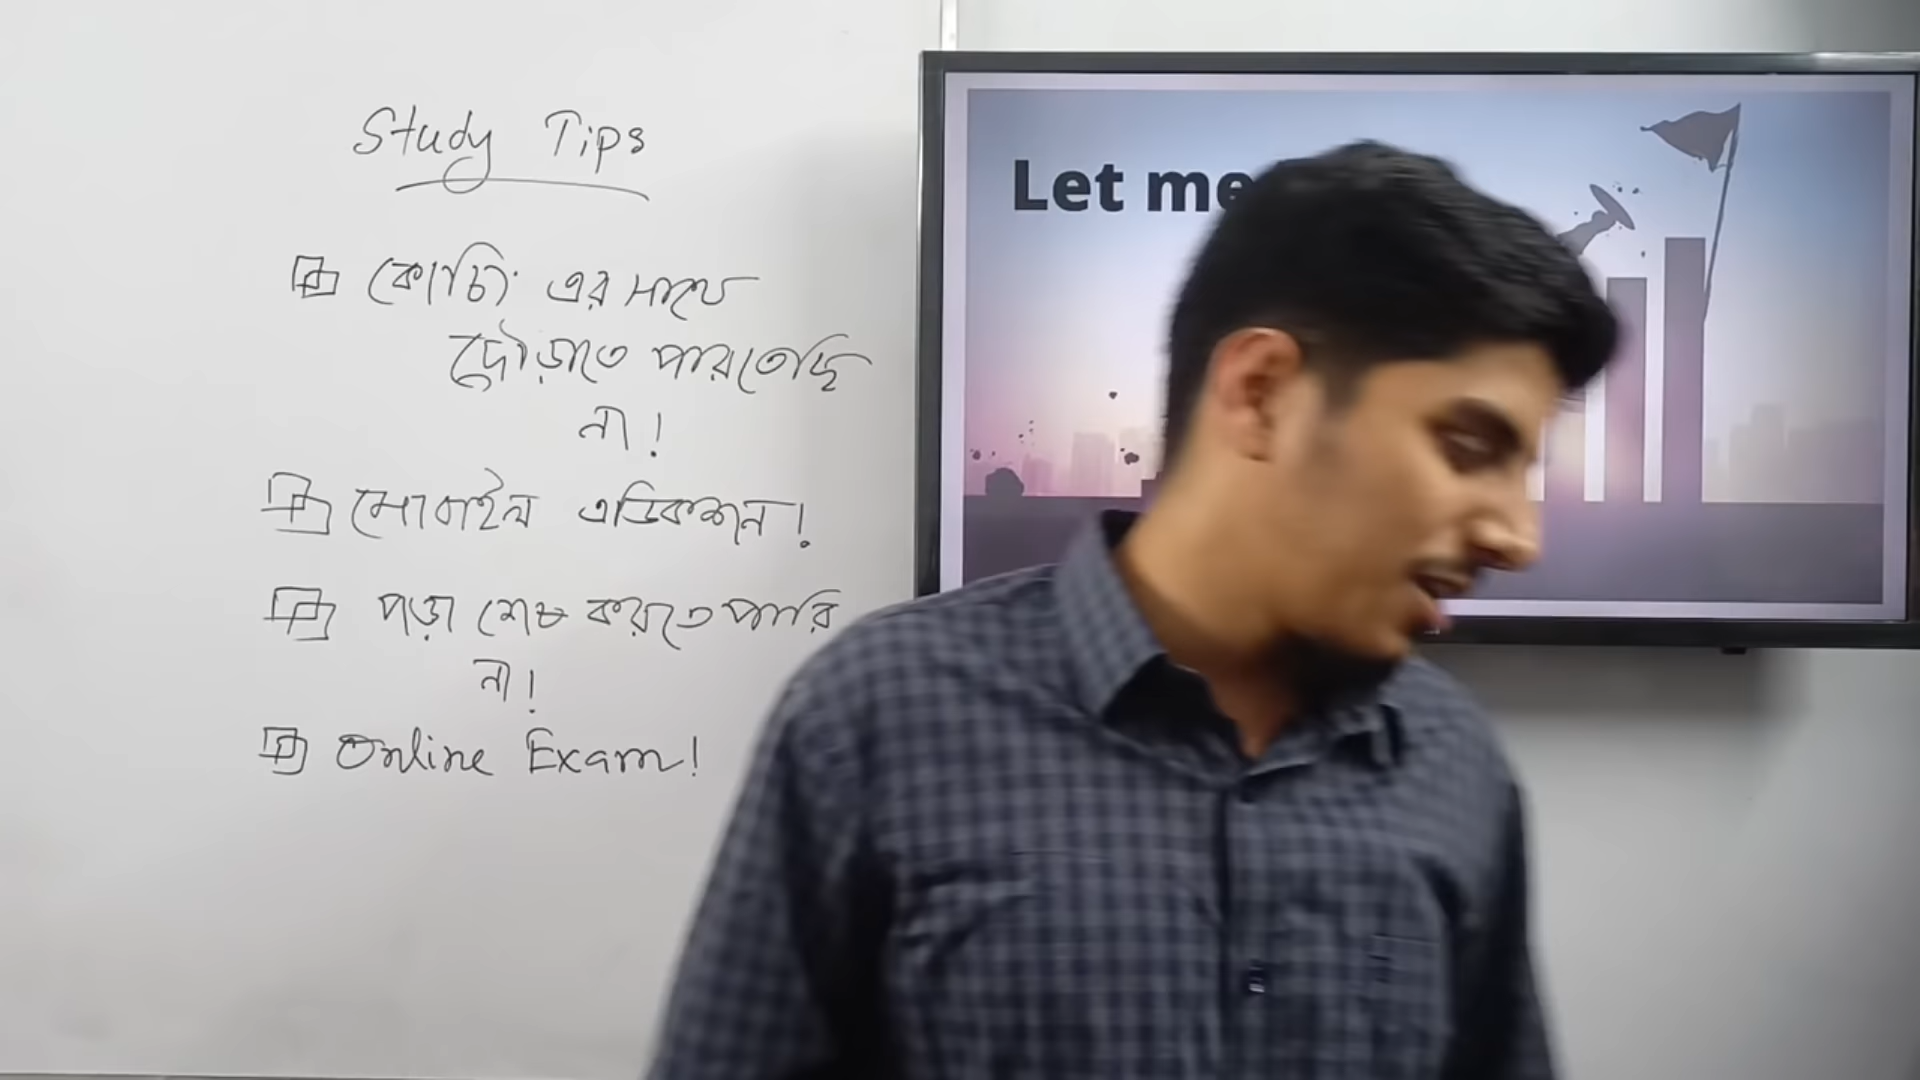 Study Tips
কোচিং এর সাথে
দৌড়াতে পারতেছি
না!
মোবাইল এডিকশন!
পড়া শেষ করতে পারি
না!
Online Exam!
Let me